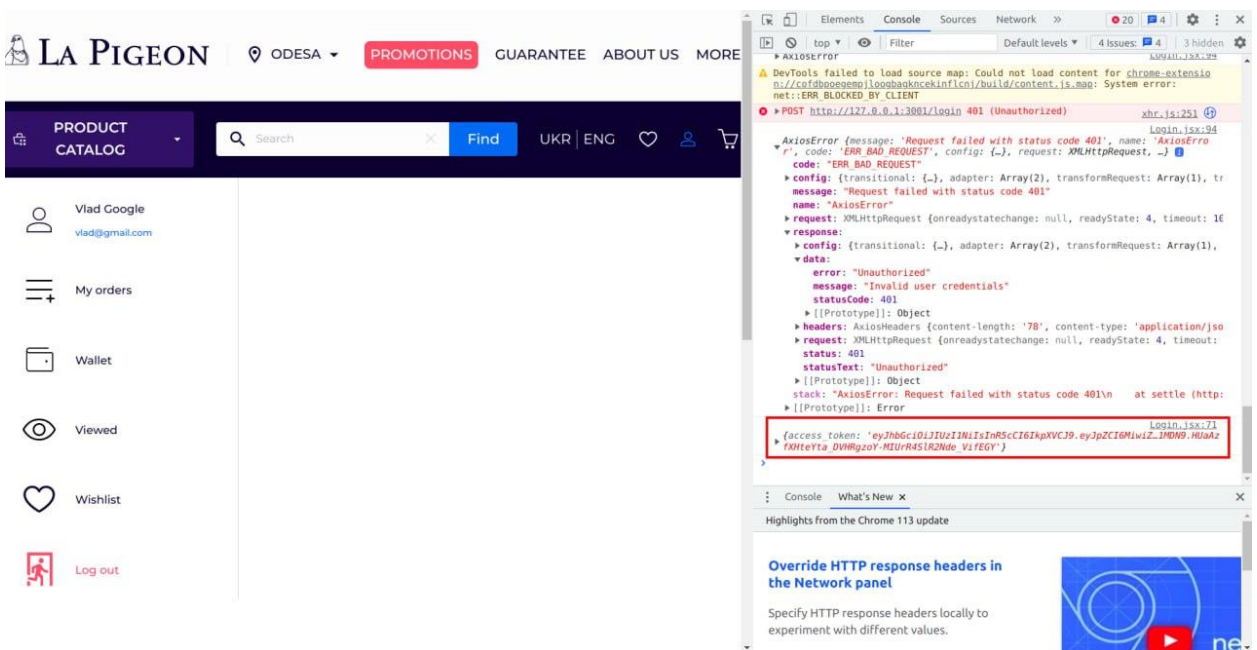 LA PIGEON
ODESA
PROMOTIONS
GUARANTEE
ABOUT US
MORE
PRODUCT
CATALOG
Search
Find
UKR | ENG
Vlad Google
vlad@gmail.com
My orders
Wallet
Viewed
Wishlist
Log out
Elements Console Sources Network » 20 4
top Filter Default levels 4 Issues: 4 3 hidden
AxiosError Login.jsx:94
DevTools failed to load source map: Could not load content for chrome-extensio
n://cofdbpoegempjloogbagkncekinflcnj/build/content.js.map: System error:
net::ERR_BLOCKED_BY_CLIENT
POST http://127.0.0.1:3001/login 401 (Unauthorized) xhr.js:251
Login.jsx:94
AxiosError {message: 'Request failed with status code 401', name: 'AxiosErro
r', code: 'ERR_BAD_REQUEST', config: {…}, request: XMLHttpRequest, …}
code: "ERR_BAD_REQUEST"
config: {transitional: {…}, adapter: Array(2), transformRequest: Array(1), tr
message: "Request failed with status code 401"
name: "AxiosError"
request: XMLHttpRequest {onreadystatechange: null, readyState: 4, timeout: 16
response:
config: {transitional: {…}, adapter: Array(2), transformRequest: Array(1),
data:
error: "Unauthorized"
message: "Invalid user credentials"
statusCode: 401
[[Prototype]]: Object
headers: AxiosHeaders {content-length: '78', content-type: 'application/jso
request: XMLHttpRequest {onreadystatechange: null, readyState: 4, timeout:
status: 401
statusText: "Unauthorized"
[[Prototype]]: Object
stack: "AxiosError: Request failed with status code 401\n at settle (http:
[[Prototype]]: Error
Login.jsx:71
{access_token: 'eyJhbGciOiJIUzI1NiIsInR5cCI6IkpXVCJ9.eyJpZCI6MiwiZ…1MDN9.HUaAz
fXHteYta_DVHRgzoY-MIUrR4SlR2Nde_VifEGY'}
Console What's New
Highlights from the Chrome 113 update
Override HTTP response headers in
the Network panel
Specify HTTP response headers locally to
experiment with different values.
ne